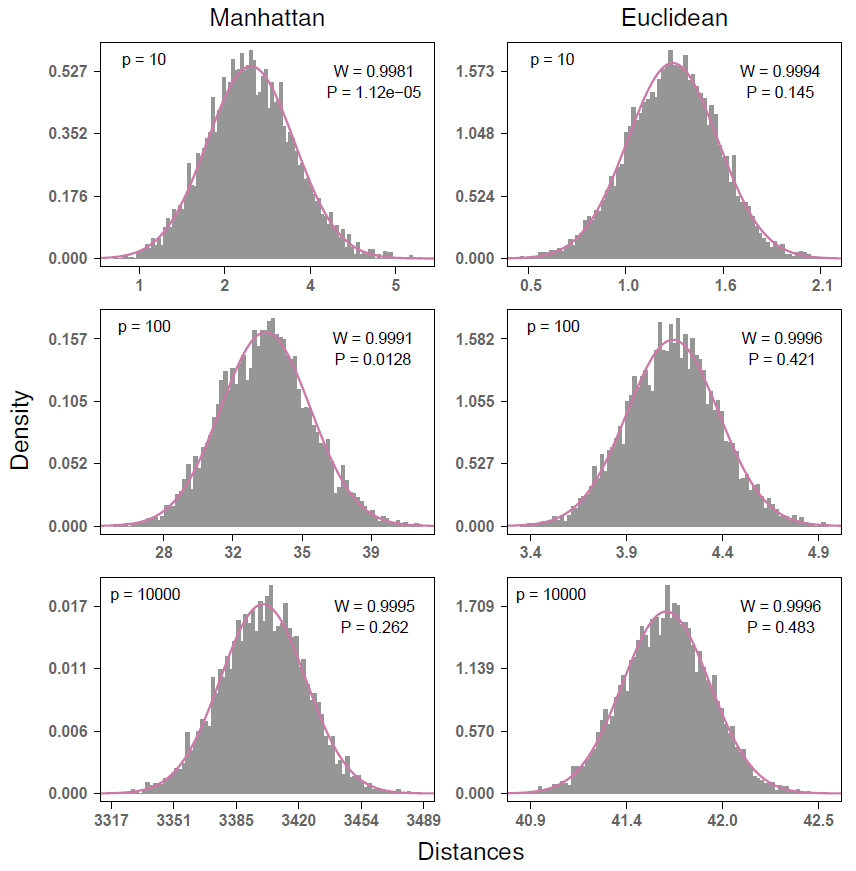 Manhattan
Euclidean
p = 10
W = 0.9981
P = 1.12e−05
0.527
0.352
0.176
0.000
1
2
4
5
p = 10
W = 0.9994
P = 0.145
1.573
1.048
0.524
0.000
0.5
1.0
1.6
2.1
p = 100
W = 0.9991
P = 0.0128
0.157
0.105
0.052
0.000
28
32
35
39
p = 100
W = 0.9996
P = 0.421
1.582
1.055
0.527
0.000
3.4
3.9
4.4
4.9
p = 10000
W = 0.9995
P = 0.262
0.017
0.011
0.006
0.000
3317
3351
3385
3420
3454
3489
p = 10000
W = 0.9996
P = 0.483
1.709
1.139
0.570
0.000
40.9
41.4
42.0
42.5
Density
Distances